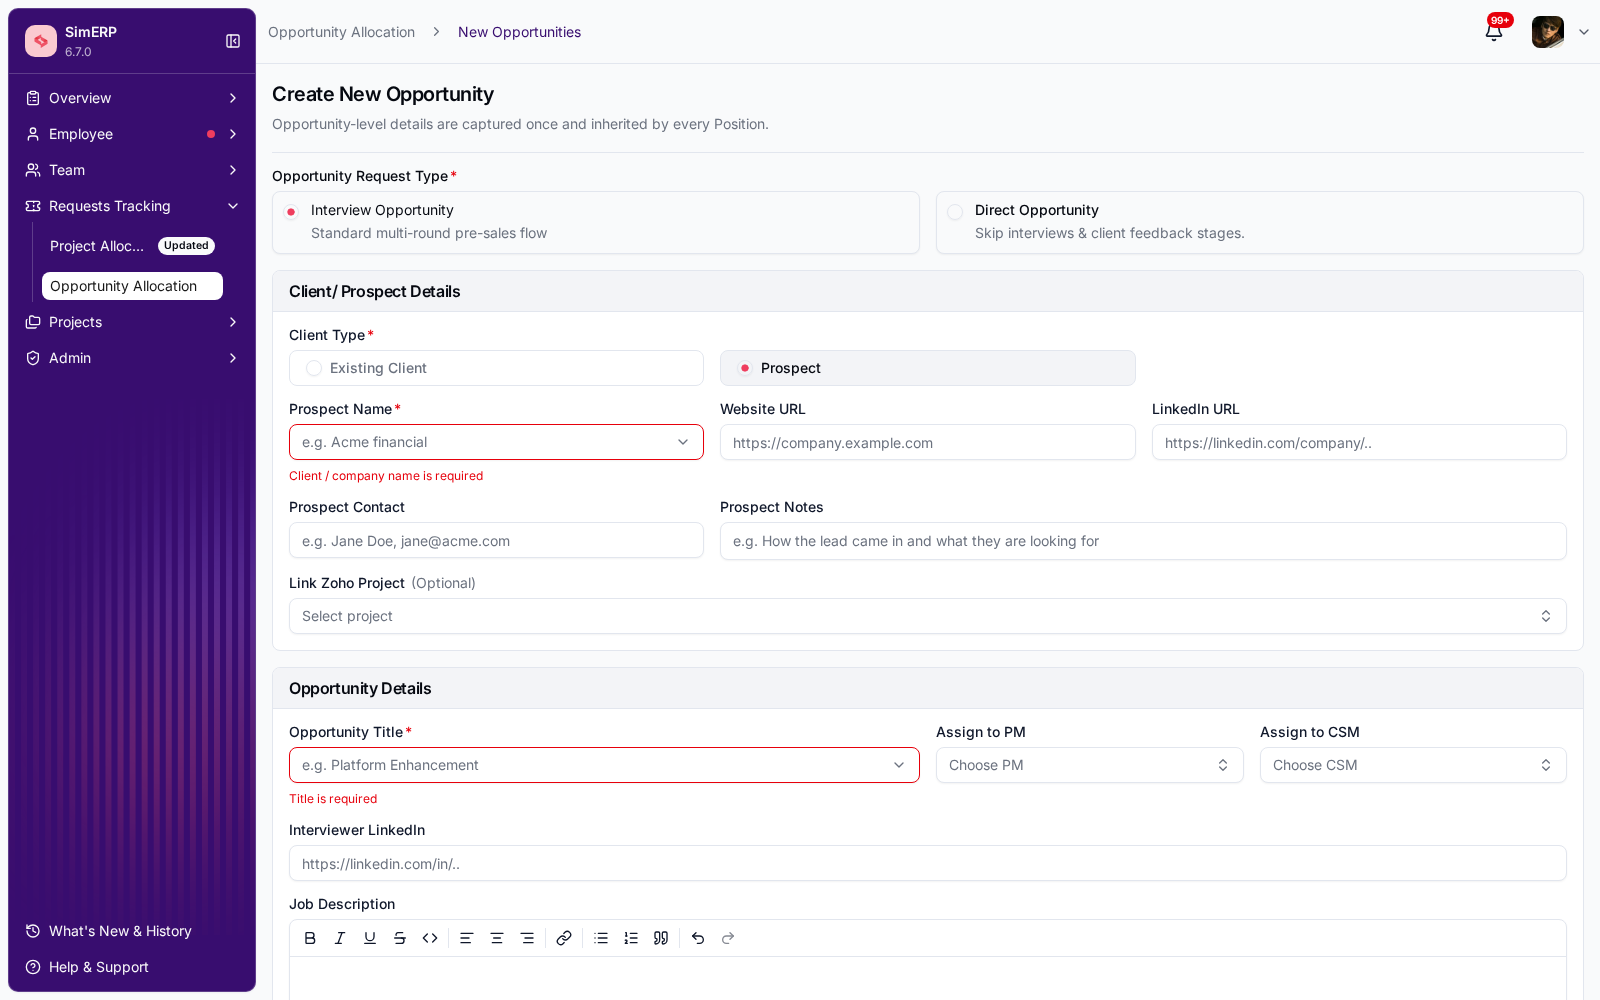 SimERP
6.7.0
Overview
Employee
Team
Requests Tracking
Project Alloc... Updated
Opportunity Allocation
Projects
Admin
What's New & History
Help & Support
Opportunity Allocation > New Opportunities
99+
Create New Opportunity
Opportunity-level details are captured once and inherited by every Position.
Opportunity Request Type*
Interview Opportunity
Standard multi-round pre-sales flow
Direct Opportunity
Skip interviews & client feedback stages.
Client/ Prospect Details
Client Type*
Existing Client
Prospect
Prospect Name*
e.g. Acme financial
Client / company name is required
Website URL
https://company.example.com
LinkedIn URL
https://linkedin.com/company/..
Prospect Contact
e.g. Jane Doe, jane@acme.com
Prospect Notes
e.g. How the lead came in and what they are looking for
Link Zoho Project (Optional)
Select project
Opportunity Details
Opportunity Title*
e.g. Platform Enhancement
Title is required
Assign to PM
Choose PM
Assign to CSM
Choose CSM
Interviewer LinkedIn
https://linkedin.com/in/..
Job Description